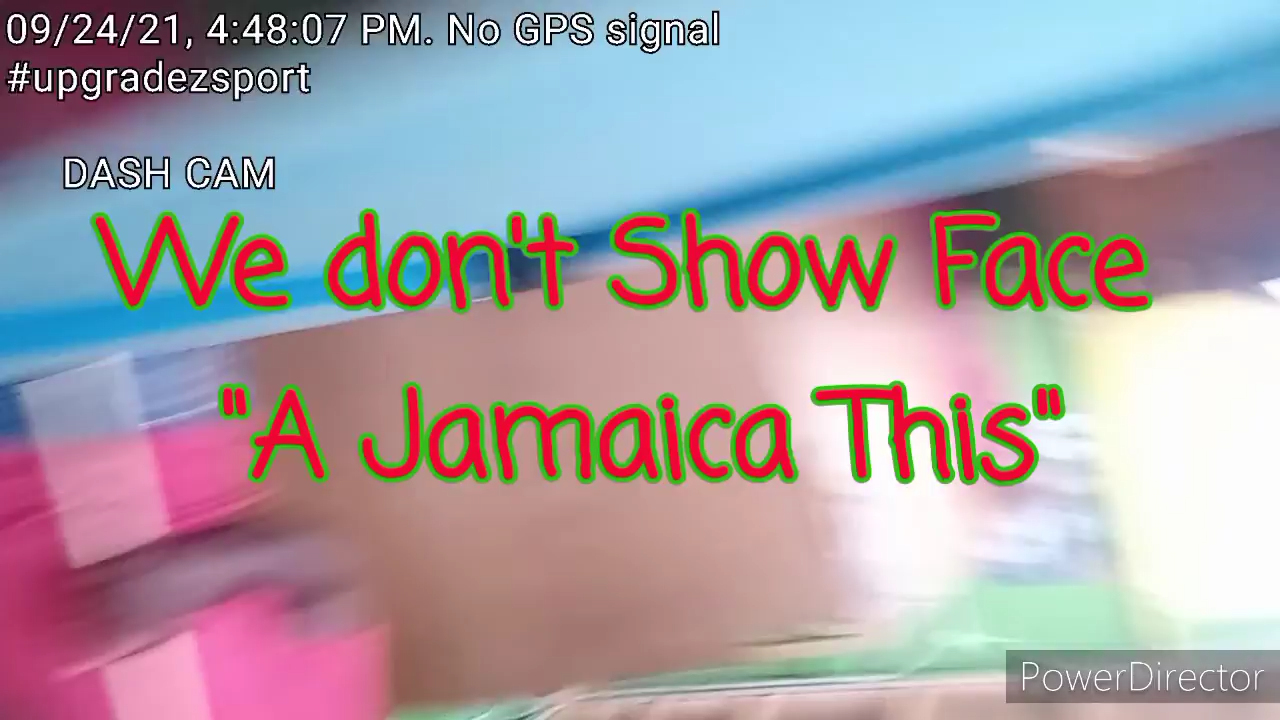 09/24/21, 4:48:07 PM. No GPS signal
#upgradezsport
DASH CAM
We don't Show Face
"A Jamaica This"
PowerDirector